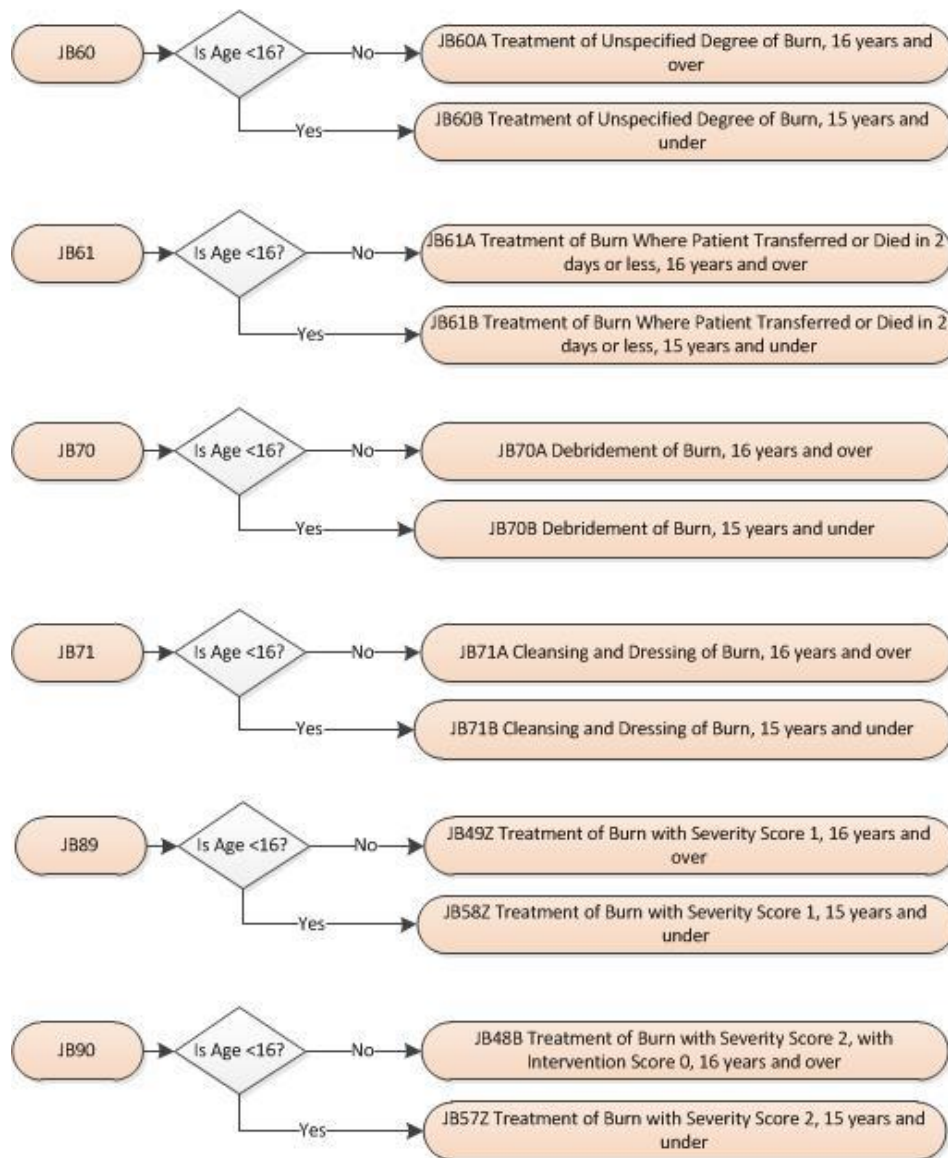 JB60
Is Age <16?
No
JB60A Treatment of Unspecified Degree of Burn, 16 years and
over
Yes
JB60B Treatment of Unspecified Degree of Burn, 15 years and
under
JB61
Is Age <16?
No
JB61A Treatment of Burn Where Patient Transferred or Died in 2
days or less, 16 years and over
Yes
JB61B Treatment of Burn Where Patient Transferred or Died in 2
days or less, 15 years and under
JB70
Is Age <16?
No
JB70A Debridement of Burn, 16 years and over
Yes
JB70B Debridement of Burn, 15 years and under
JB71
Is Age <16?
No
JB71A Cleansing and Dressing of Burn, 16 years and over
Yes
JB71B Cleansing and Dressing of Burn, 15 years and under
JB89
Is Age <16?
No
JB49Z Treatment of Burn with Severity Score 1, 16 years and
over
Yes
JB58Z Treatment of Burn with Severity Score 1, 15 years and
under
JB90
Is Age <16?
No
JB48B Treatment of Burn with Severity Score 2, with
Intervention Score 0, 16 years and over
Yes
JB57Z Treatment of Burn with Severity Score 2, 15 years and
under